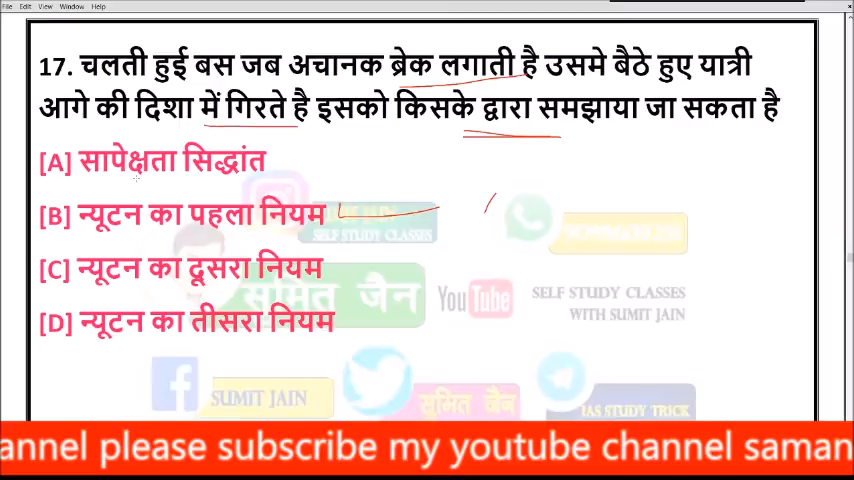 File Edit View Window Help
17. चलती हुई बस जब अचानक ब्रेक लगाती है उसमे बैठे हुए यात्री
आगे की दिशा में गिरते है इसको किसके द्वारा समझाया जा सकता है
[A] सापेक्षता सिद्धांत
[B] न्यूटन का पहला नियम
SELF STUDY CLASSES
[C] न्यूटन का दूसरा नियम
सुमित जैन
You Tube
SELF STUDY CLASSES
WITH SUMIT JAIN
[D] न्यूटन का तीसरा नियम
SUMIT JAIN
सुमित जैन
IAS STUDY TRICK
annel please subscribe my youtube channel saman